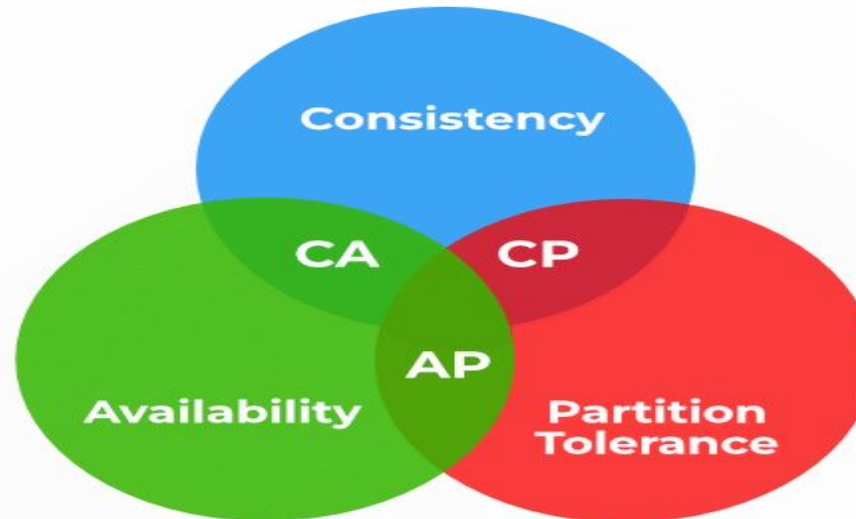 Consistency
CA
CP
AP
Availability
Partition
Tolerance